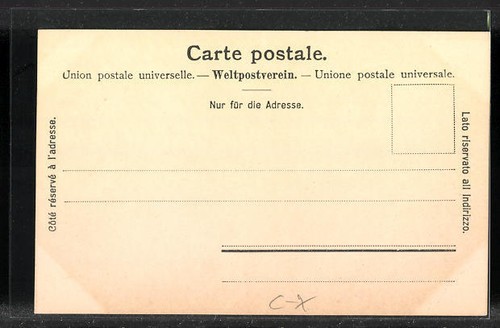 Carte postale.
Union postale universelle. — Weltpostverein. — Unione postale universale.
Nur für die Adresse.
Côté réservé à l'adresse.
Lato riservato all indirizzo.
C-X